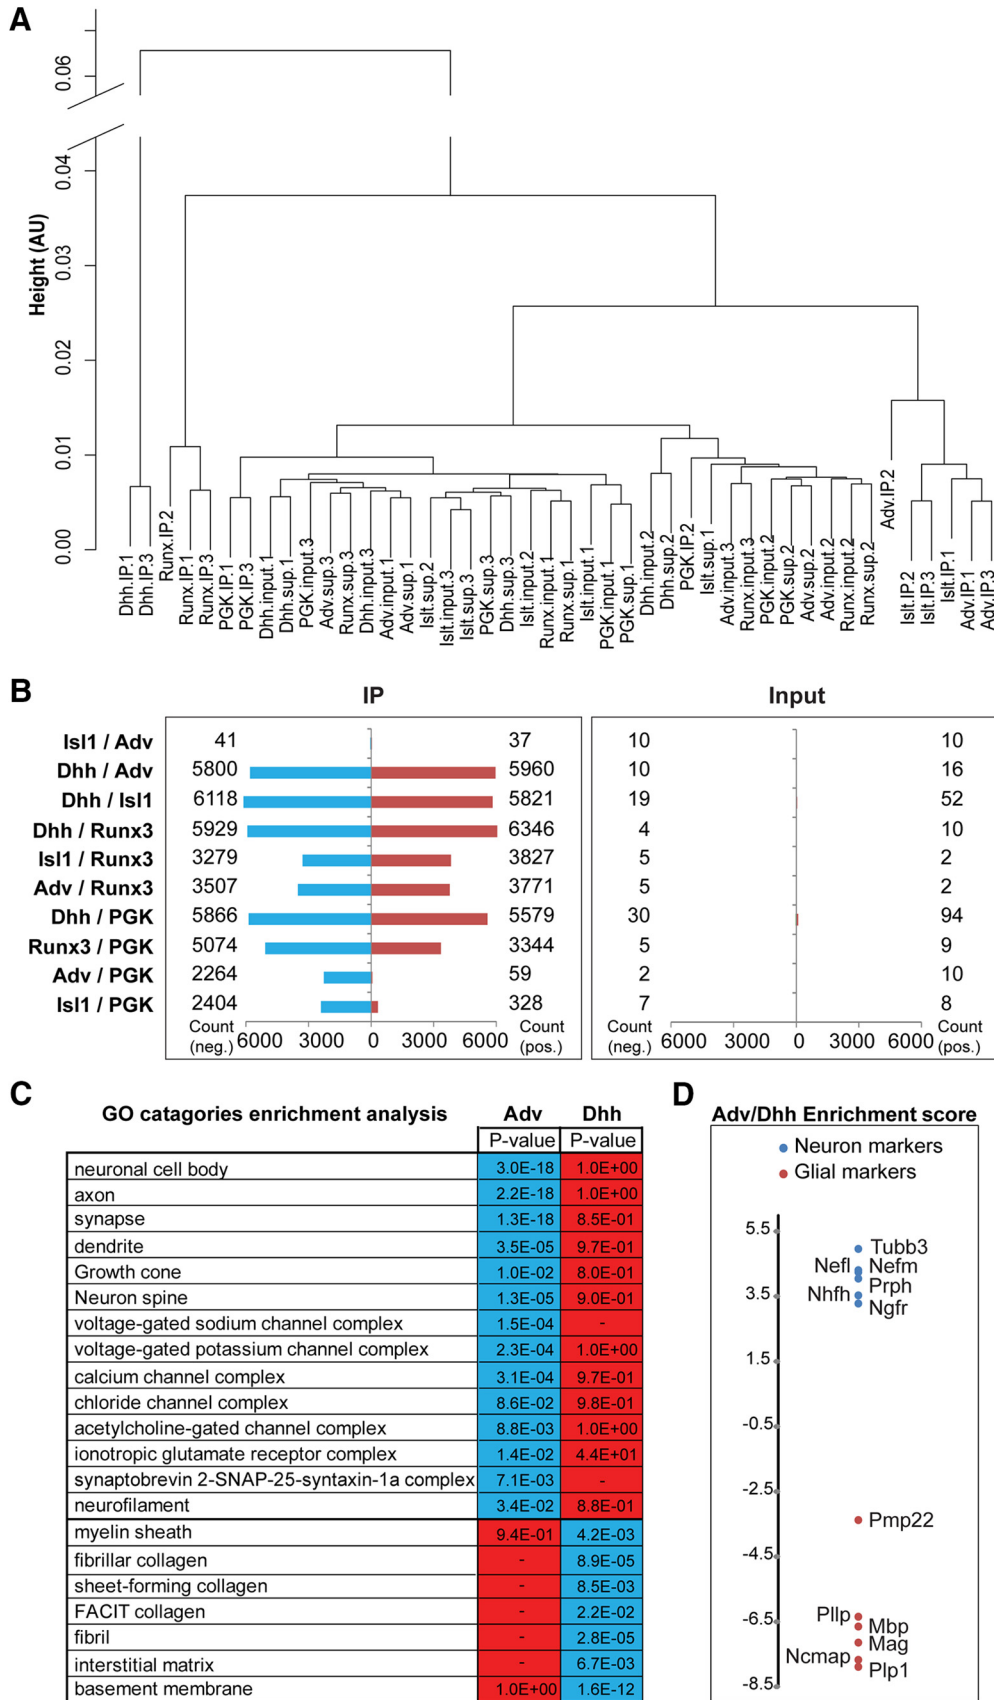 A
Height (AU)
0.06
0.04
0.03
0.02
0.01
0.00
Dhh.IP.1
Dhh.IP.3
Runx.IP.2
Runx.IP.1
Runx.IP.3
PGK.IP.1
PGK.IP.3
Dhh.input.1
Dhh.sup.1
PGK.input.3
Adv.sup.3
Runx.sup.3
Dhh.input.3
Adv.input.1
Adv.sup.1
Islt.sup.2
Islt.input.3
Islt.sup.3
PGK.sup.3
Dhh.sup.3
Islt.input.2
Runx.input.1
Runx.sup.1
Islt.input.1
PGK.input.1
PGK.sup.1
Dhh.input.2
Dhh.sup.2
PGK.IP.2
Islt.sup.1
Adv.input.3
Runx.input.3
PGK.input.2
PGK.sup.2
Adv.sup.2
Adv.input.2
Runx.input.2
Runx.sup.2
Adv.IP.2
Islt.IP.2
Islt.IP.3
Islt.IP.1
Adv.IP.1
Adv.IP.3
B
IP Input
Isl1 / Adv 41 37 10 10
Dhh / Adv 5800 5960 10 16
Dhh / Isl1 6118 5821 19 52
Dhh / Runx3 5929 6346 4 10
Isl1 / Runx3 3279 3827 5 2
Adv / Runx3 3507 3771 5 2
Dhh / PGK 5866 5579 30 94
Runx3 / PGK 5074 3344 5 9
Adv / PGK 2264 59 2 10
Isl1 / PGK 2404 328 7 8
Count (neg.) 6000 3000 0 3000 6000 Count (pos.)
Count (neg.) 6000 3000 0 3000 6000 Count (pos.)
C
GO catagories enrichment analysis Adv Dhh
P-value P-value
neuronal cell body 3.0E-18 1.0E+00
axon 2.2E-18 1.0E+00
synapse 1.3E-18 8.5E-01
dendrite 3.5E-05 9.7E-01
Growth cone 1.0E-02 8.0E-01
Neuron spine 1.3E-05 9.0E-01
voltage-gated sodium channel complex 1.5E-04 -
voltage-gated potassium channel complex 2.3E-04 1.0E+00
calcium channel complex 3.1E-04 9.7E-01
chloride channel complex 8.6E-02 9.8E-01
acetylcholine-gated channel complex 8.8E-03 1.0E+00
ionotropic glutamate receptor complex 1.4E-02 4.4E+01
synaptobrevin 2-SNAP-25-syntaxin-1a complex 7.1E-03 -
neurofilament 3.4E-02 8.8E-01
myelin sheath 9.4E-01 4.2E-03
fibrillar collagen - 8.9E-05
sheet-forming collagen - 8.5E-03
FACIT collagen - 2.2E-02
fibril - 2.8E-05
interstitial matrix - 6.7E-03
basement membrane 1.0E+00 1.6E-12
D
Adv/Dhh Enrichment score
Neuron markers
Glial markers
5.5
3.5
1.5
-0.5
-2.5
-4.5
-6.5
-8.5
Tubb3
Nefl Nefm
Prph
Nhfh
Ngfr
Pmp22
Pllp
Mbp
Mag
Ncmap
Plp1